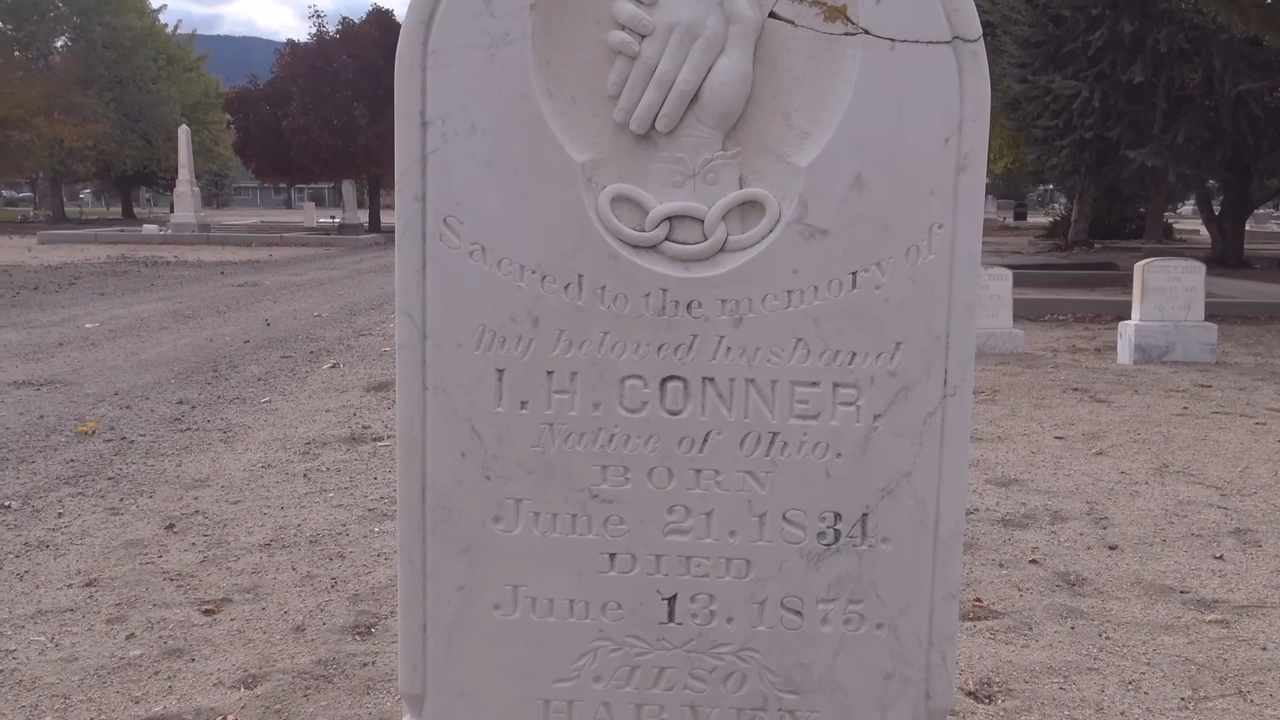 Sacred to the memory of
My beloved husband
I. H. CONNER,
Native of Ohio.
BORN
June 21, 1834,
DIED
June 13, 1875.
ALSO
HARVEY